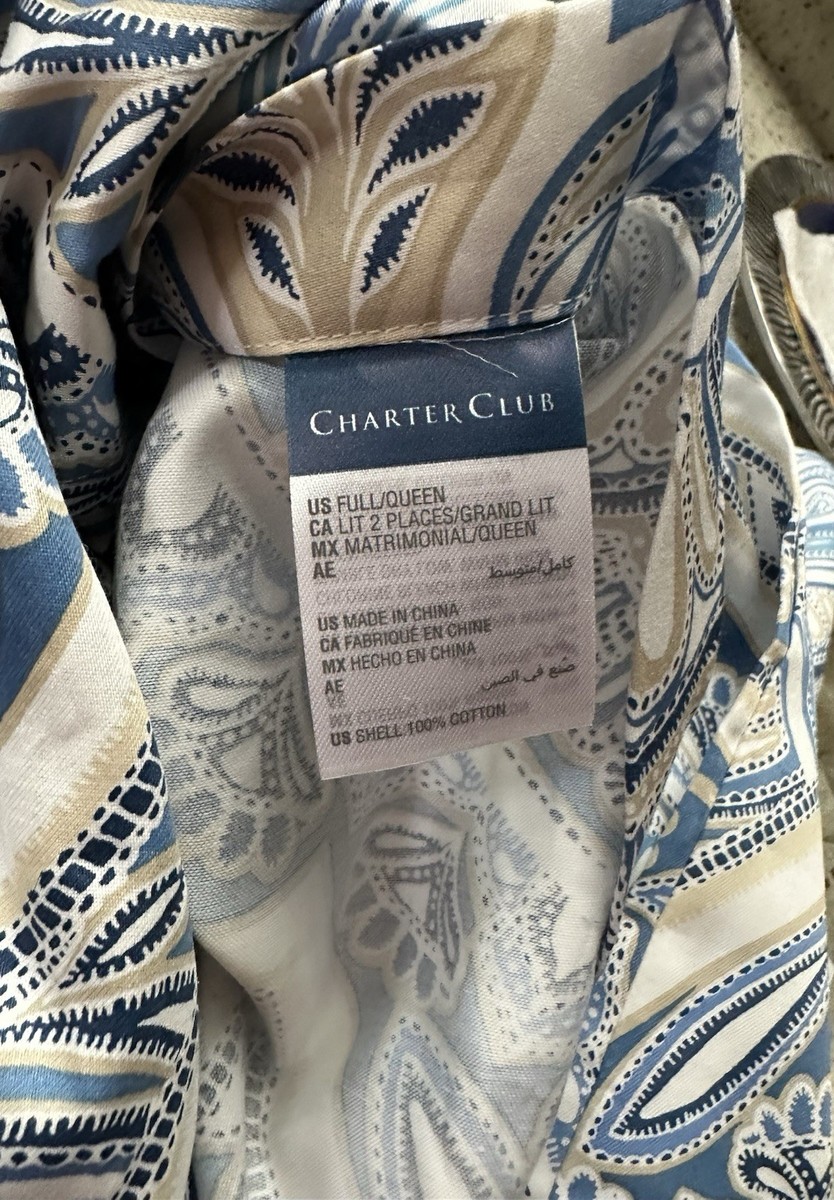 CHARTER CLUB
US FULL/QUEEN
CA LIT 2 PLACES/GRAND LIT
MX MATRIMONIAL/QUEEN
AE كامل/متوسط
US MADE IN CHINA
CA FABRIQUÉ EN CHINE
MX HECHO EN CHINA
AE صنع في الصين
US SHELL:100% COTTON